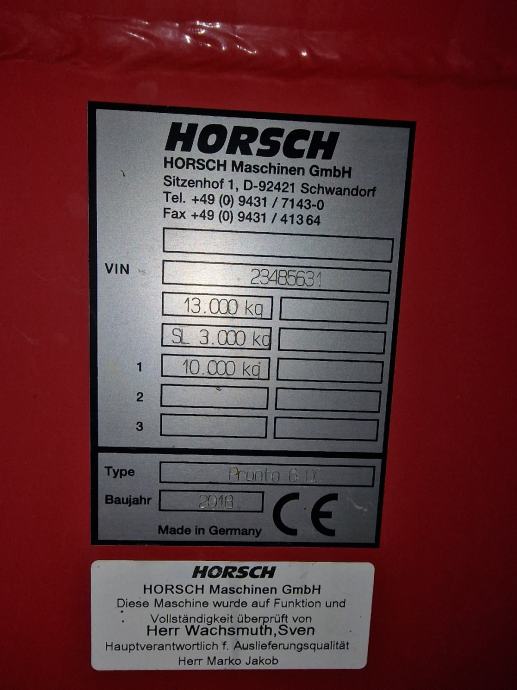 HORSCH
HORSCH Maschinen GmbH
Sitzenhof 1, D-92421 Schwandorf
Tel. +49 (0) 9431 / 7143-0
Fax +49 (0) 9431 / 41364
VIN 23485631
13.000 kg
SL 3.000 kg
1 10.000 kg
2
3
Type Pronto 6 DC
Baujahr 2016 CE
Made in Germany
HORSCH
HORSCH Maschinen GmbH
Diese Maschine wurde auf Funktion und
Vollständigkeit überprüft von
Herr Wachsmuth,Sven
Hauptverantwortlich f. Auslieferungsqualität
Herr Marko Jakob